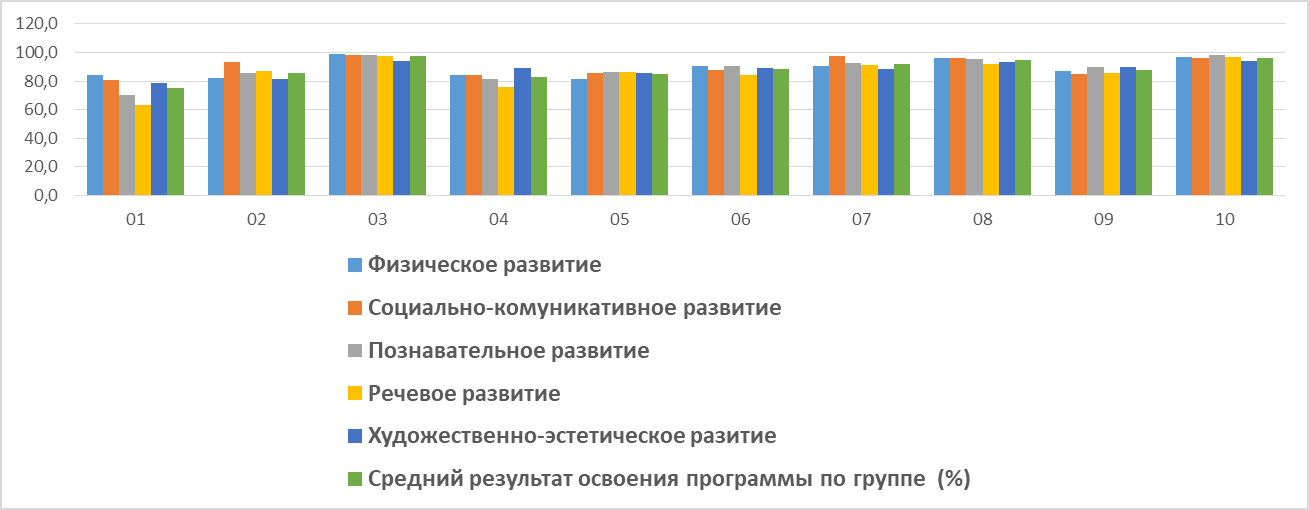 120,0
100,0
80,0
60,0
40,0
20,0
0,0
01 02 03 04 05 06 07 08 09 10
Физическое развитие
Социально-комуникативное развитие
Познавательное развитие
Речевое развитие
Художественно-эстетическое разитие
Средний результат освоения программы по группе (%)